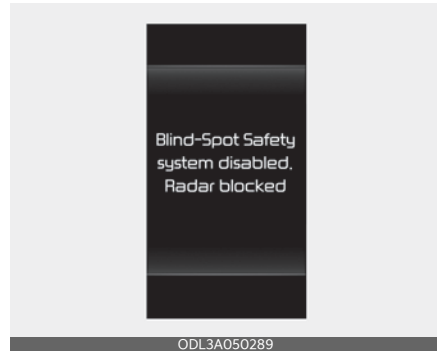 Blind-Spot Safety
system disabled.
Radar blocked
ODL3A050289